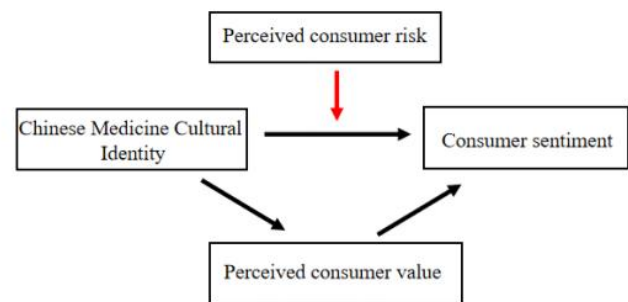 Perceived consumer risk
Chinese Medicine Cultural
Identity
Consumer sentiment
Perceived consumer value